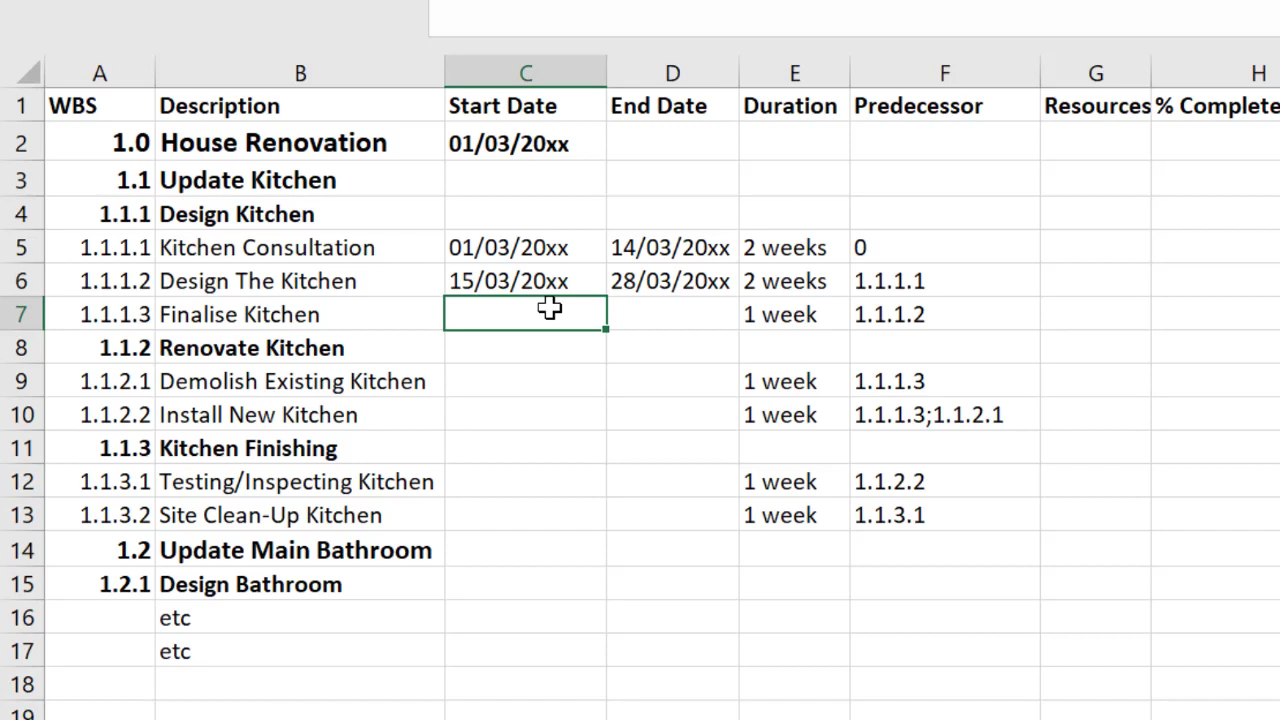 A B C D E F G H
1 WBS Description Start Date End Date Duration Predecessor Resources % Complete
2 1.0 House Renovation 01/03/20xx
3 1.1 Update Kitchen
4 1.1.1 Design Kitchen
5 1.1.1.1 Kitchen Consultation 01/03/20xx 14/03/20xx 2 weeks 0
6 1.1.1.2 Design The Kitchen 15/03/20xx 28/03/20xx 2 weeks 1.1.1.1
7 1.1.1.3 Finalise Kitchen 1 week 1.1.1.2
8 1.1.2 Renovate Kitchen
9 1.1.2.1 Demolish Existing Kitchen 1 week 1.1.1.3
10 1.1.2.2 Install New Kitchen 1 week 1.1.1.3;1.1.2.1
11 1.1.3 Kitchen Finishing
12 1.1.3.1 Testing/Inspecting Kitchen 1 week 1.1.2.2
13 1.1.3.2 Site Clean-Up Kitchen 1 week 1.1.3.1
14 1.2 Update Main Bathroom
15 1.2.1 Design Bathroom
16 etc
17 etc
18
19